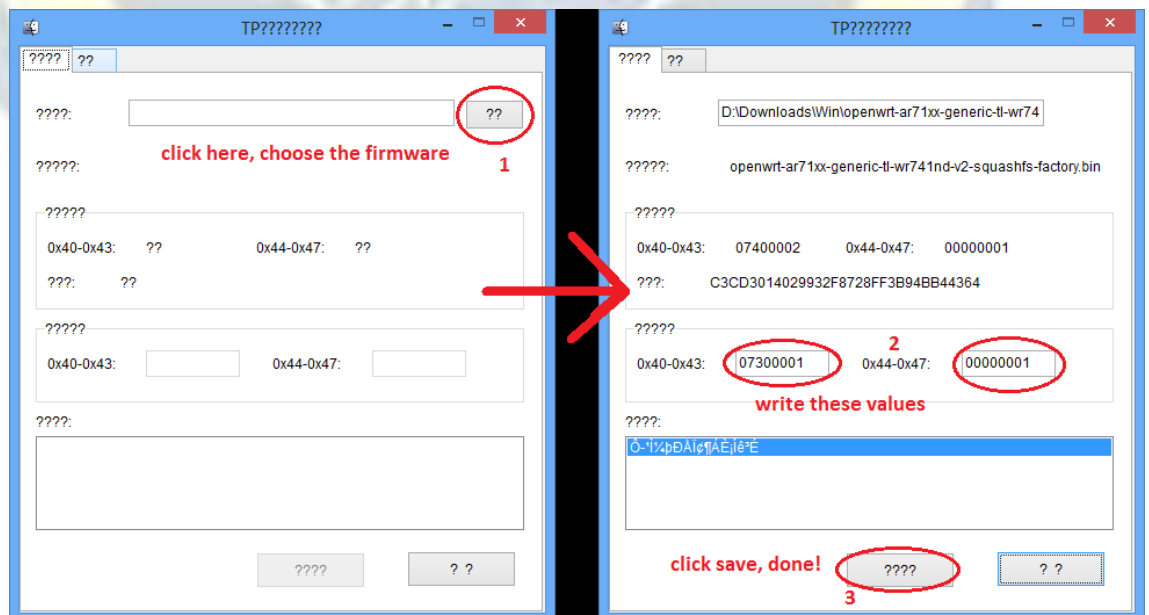 TP????????
???? ??
????: ??
click here, choose the firmware
1
?????:
?????
0x40-0x43: ?? 0x44-0x47: ??
???: ??
?????
0x40-0x43: 0x44-0x47:
????:
???? ? ?
TP????????
???? ??
????: D:\Downloads\Win\openwrt-ar71xx-generic-tl-wr74
?????: openwrt-ar71xx-generic-tl-wr741nd-v2-squashfs-factory.bin
?????
0x40-0x43: 07400002 0x44-0x47: 00000001
???: C3CD3014029932F8728FF3B94BB44364
?????
2
0x40-0x43: 07300001 0x44-0x47: 00000001
write these values
????:
click save, done! ???? ? ?
3